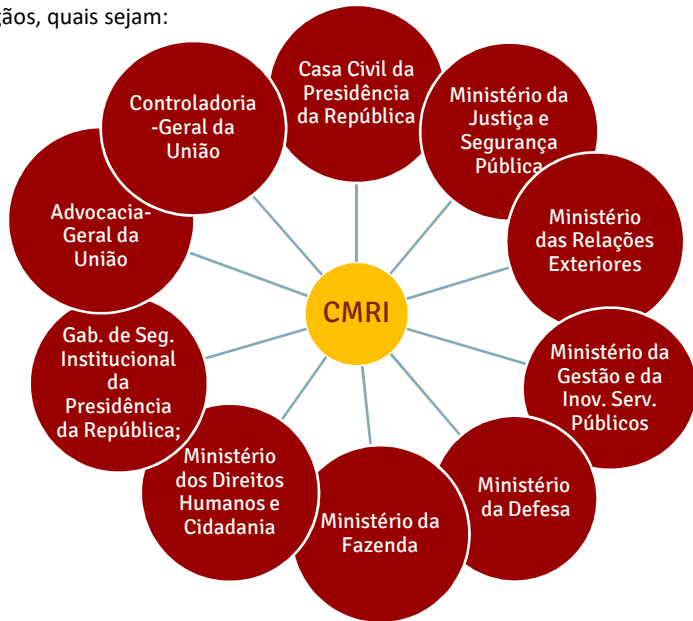 gãos, quais sejam:
Casa Civil da
Presidência
da República
Ministério da
Justiça e
Segurança
Pública
Ministério
das Relações
Exteriores
Ministério da
Gestão e da
Inov. Serv.
Públicos
Ministério
da Defesa
Ministério da
Fazenda
Ministério
dos Direitos
Humanos e
Cidadania
Gab. de Seg.
Institucional
da
Presidência
da República;
Advocacia-
Geral da
União
Controladoria
-Geral da
União
CMRI